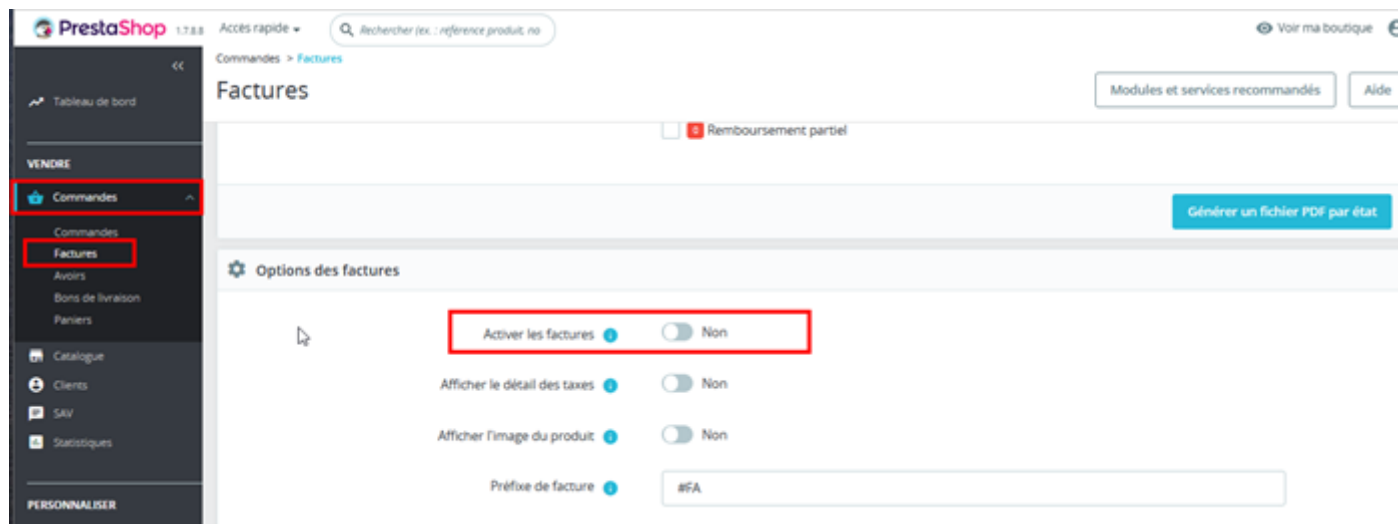 PrestaShop 1.7.8.8 Accès rapide Rechercher (ex. : référence produit, no Voir ma boutique
Commandes > Factures
Factures
Modules et services recommandés Aide
Tableau de bord
VENDRE
Commandes
Commandes
Factures
Avoirs
Bons de livraison
Paniers
Catalogue
Clients
SAV
Statistiques
PERSONNALISER
0 Remboursement partiel
Générer un fichier PDF par état
Options des factures
Activer les factures Non
Afficher le détail des taxes Non
Afficher l'image du produit Non
Préfixe de facture #FA